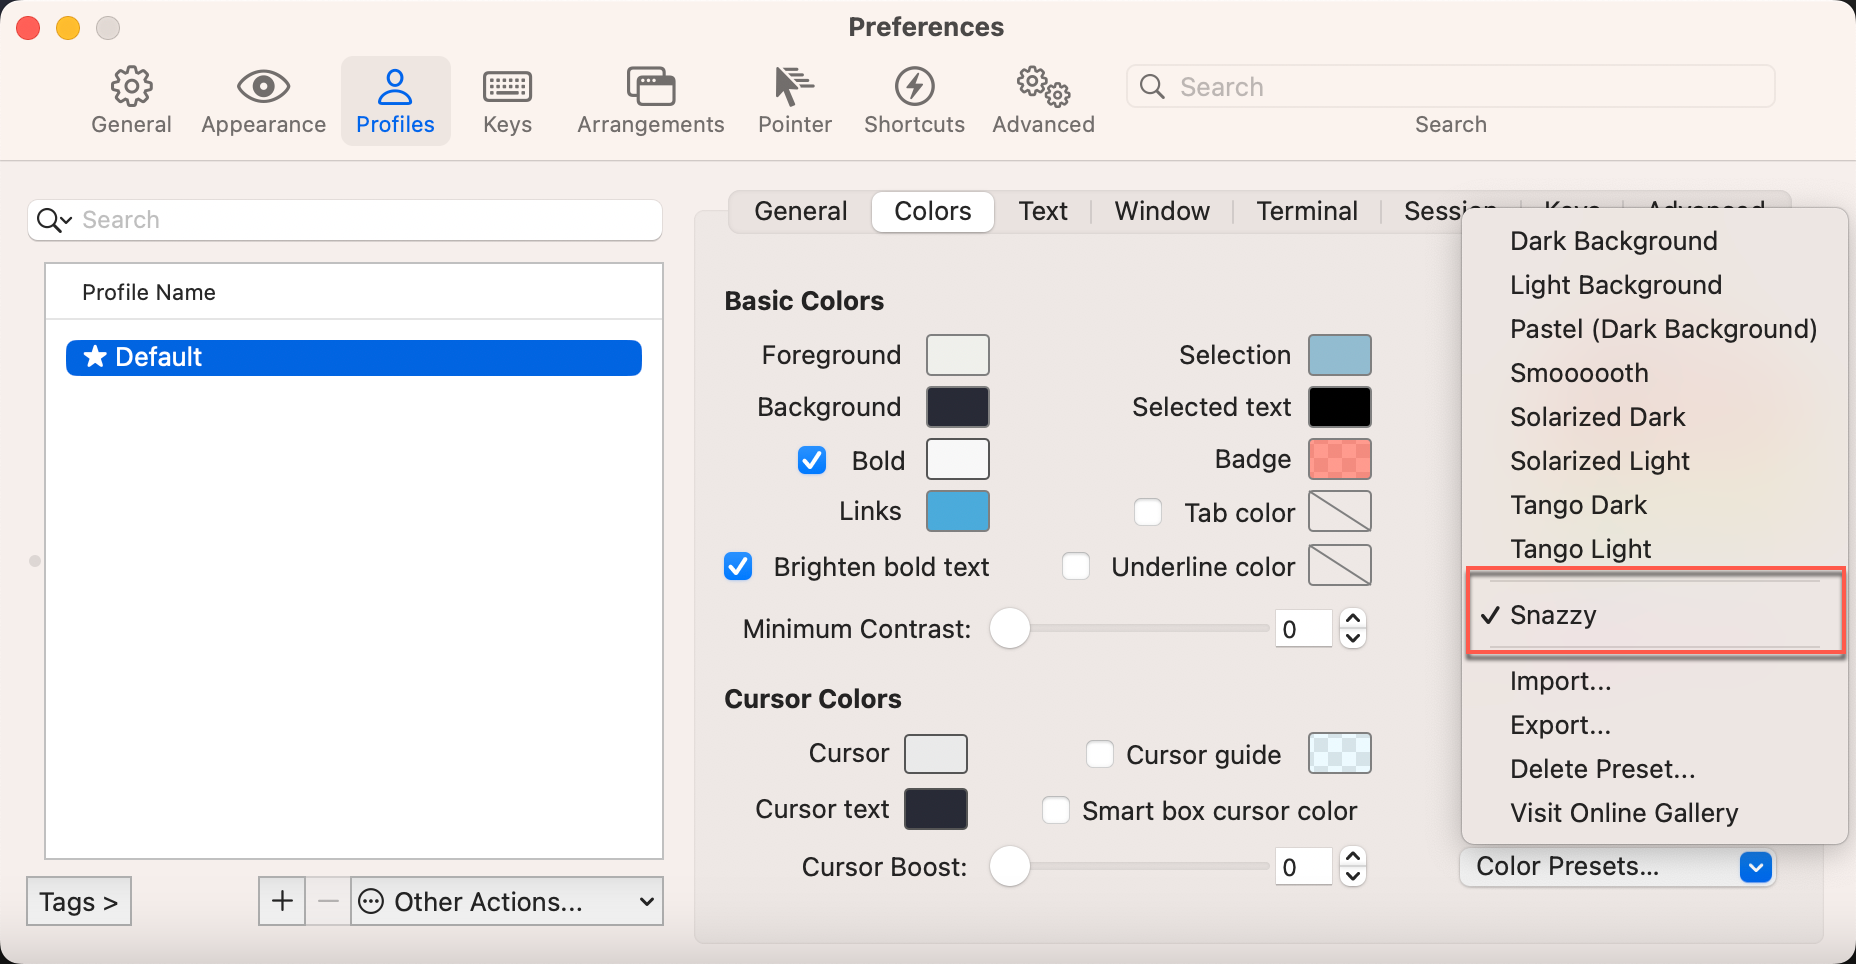 Preferences
General
Appearance
Profiles
Keys
Arrangements
Pointer
Shortcuts
Advanced
Search
Search
Search
Profile Name
Default
Tags >
Other Actions...
General
Colors
Text
Window
Terminal
Session
Keys
Advanced
Basic Colors
Foreground
Selection
Background
Selected text
Bold
Badge
Links
Tab color
Brighten bold text
Underline color
Minimum Contrast:
0
Cursor Colors
Cursor
Cursor guide
Cursor text
Smart box cursor color
Cursor Boost:
0
Dark Background
Light Background
Pastel (Dark Background)
Smoooooth
Solarized Dark
Solarized Light
Tango Dark
Tango Light
Snazzy
Import...
Export...
Delete Preset...
Visit Online Gallery
Color Presets...